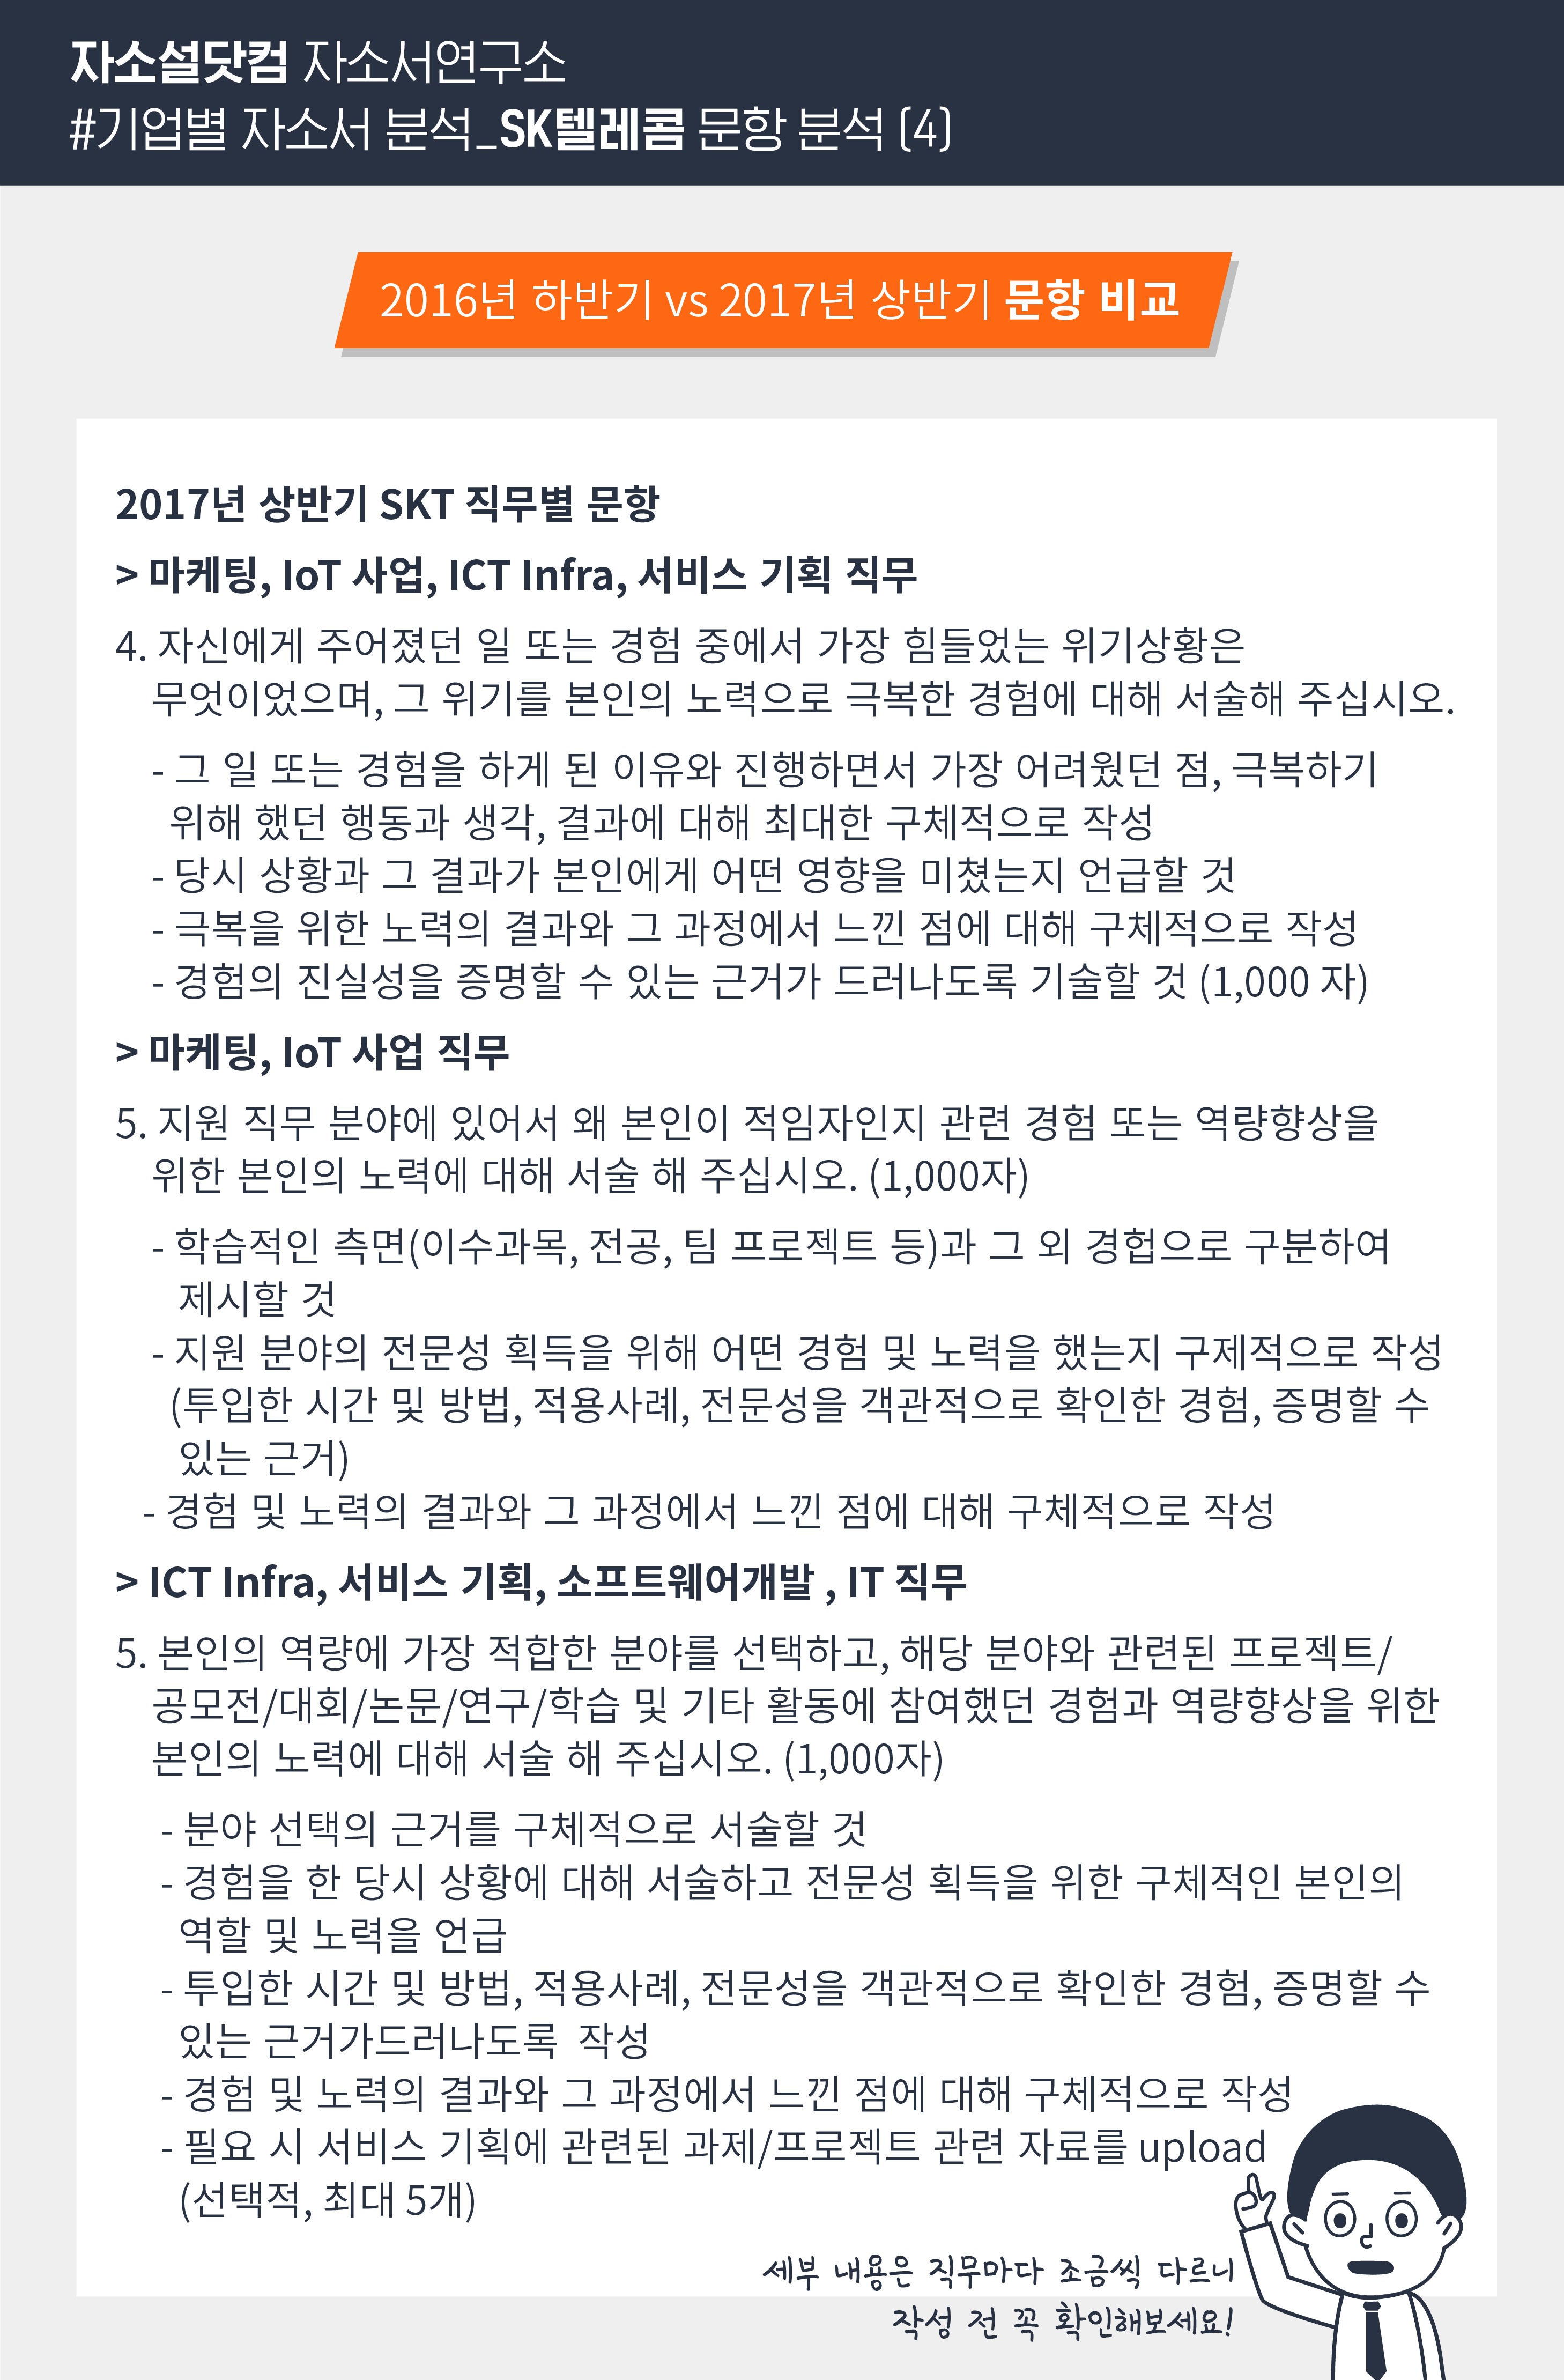 자소설닷컴 자소서연구소
#기업별 자소서 분석_SK텔레콤 문항 분석 (4)
2016년 하반기 vs 2017년 상반기 문항 비교
2017년 상반기 SKT 직무별 문항
> 마케팅, IoT 사업, ICT Infra, 서비스 기획 직무
4. 자신에게 주어졌던 일 또는 경험 중에서 가장 힘들었는 위기상황은
무엇이었으며, 그 위기를 본인의 노력으로 극복한 경험에 대해 서술해 주십시오.
- 그 일 또는 경험을 하게 된 이유와 진행하면서 가장 어려웠던 점, 극복하기
위해 했던 행동과 생각, 결과에 대해 최대한 구체적으로 작성
- 당시 상황과 그 결과가 본인에게 어떤 영향을 미쳤는지 언급할 것
- 극복을 위한 노력의 결과와 그 과정에서 느낀 점에 대해 구체적으로 작성
- 경험의 진실성을 증명할 수 있는 근거가 드러나도록 기술할 것 (1,000 자)
> 마케팅, IoT 사업 직무
5. 지원 직무 분야에 있어서 왜 본인이 적임자인지 관련 경험 또는 역량향상을
위한 본인의 노력에 대해 서술 해 주십시오. (1,000자)
- 학습적인 측면(이수과목, 전공, 팀 프로젝트 등)과 그 외 경헙으로 구분하여
제시할 것
- 지원 분야의 전문성 획득을 위해 어떤 경험 및 노력을 했는지 구제적으로 작성
(투입한 시간 및 방법, 적용사례, 전문성을 객관적으로 확인한 경험, 증명할 수
있는 근거)
- 경험 및 노력의 결과와 그 과정에서 느낀 점에 대해 구체적으로 작성
> ICT Infra, 서비스 기획, 소프트웨어개발 , IT 직무
5. 본인의 역량에 가장 적합한 분야를 선택하고, 해당 분야와 관련된 프로젝트/
공모전/대회/논문/연구/학습 및 기타 활동에 참여했던 경험과 역량향상을 위한
본인의 노력에 대해 서술 해 주십시오. (1,000자)
- 분야 선택의 근거를 구체적으로 서술할 것
- 경험을 한 당시 상황에 대해 서술하고 전문성 획득을 위한 구체적인 본인의
역할 및 노력을 언급
- 투입한 시간 및 방법, 적용사례, 전문성을 객관적으로 확인한 경험, 증명할 수
있는 근거가드러나도록 작성
- 경험 및 노력의 결과와 그 과정에서 느낀 점에 대해 구체적으로 작성
- 필요 시 서비스 기획에 관련된 과제/프로젝트 관련 자료를 upload
(선택적, 최대 5개)
세부 내용은 직무마다 조금씩 다르니
작성 전 꼭 확인해보세요!